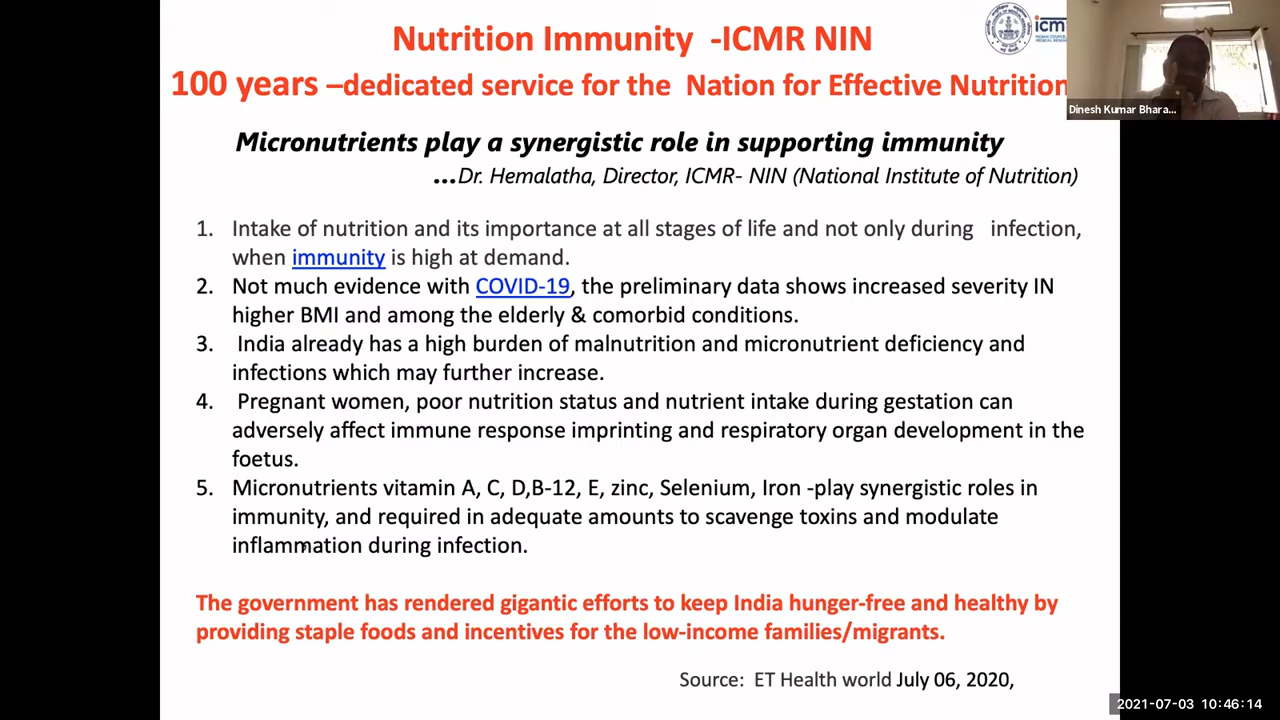 Nutrition Immunity -ICMR NIN
100 years –dedicated service for the Nation for Effective Nutrition
icm
Dinesh Kumar Bhara...
Micronutrients play a synergistic role in supporting immunity
...Dr. Hemalatha, Director, ICMR- NIN (National Institute of Nutrition)
1. Intake of nutrition and its importance at all stages of life and not only during infection,
when immunity is high at demand.
2. Not much evidence with COVID-19, the preliminary data shows increased severity IN
higher BMI and among the elderly & comorbid conditions.
3. India already has a high burden of malnutrition and micronutrient deficiency and
infections which may further increase.
4. Pregnant women, poor nutrition status and nutrient intake during gestation can
adversely affect immune response imprinting and respiratory organ development in the
foetus.
5. Micronutrients vitamin A, C, D,B-12, E, zinc, Selenium, Iron -play synergistic roles in
immunity, and required in adequate amounts to scavenge toxins and modulate
inflammation during infection.
The government has rendered gigantic efforts to keep India hunger-free and healthy by
providing staple foods and incentives for the low-income families/migrants.
Source: ET Health world July 06, 2020,
2021-07-03 10:46:14